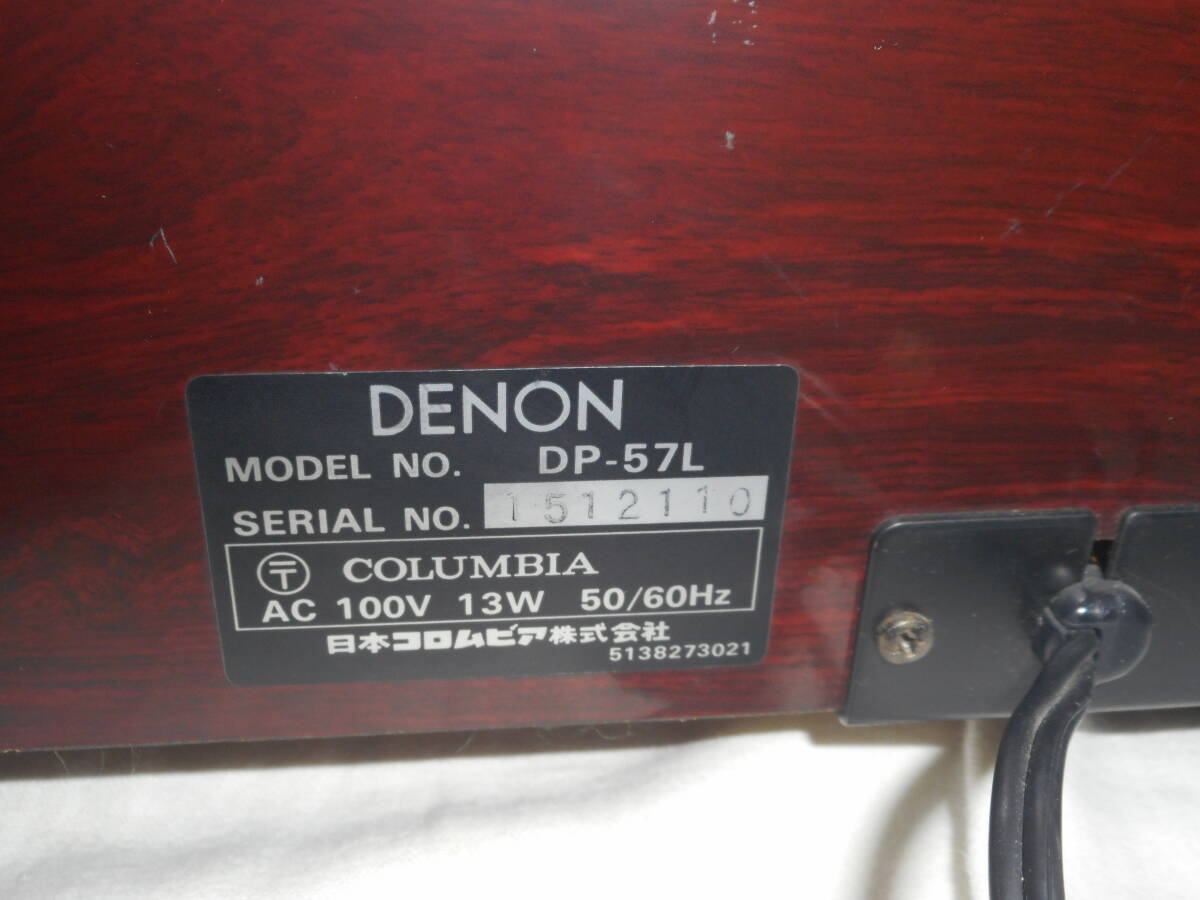 DENON
MODEL NO. DP-57L
SERIAL NO. 1512110
〒 COLUMBIA
AC 100V 13W 50/60Hz
日本コロムビア株式会社
5138273021